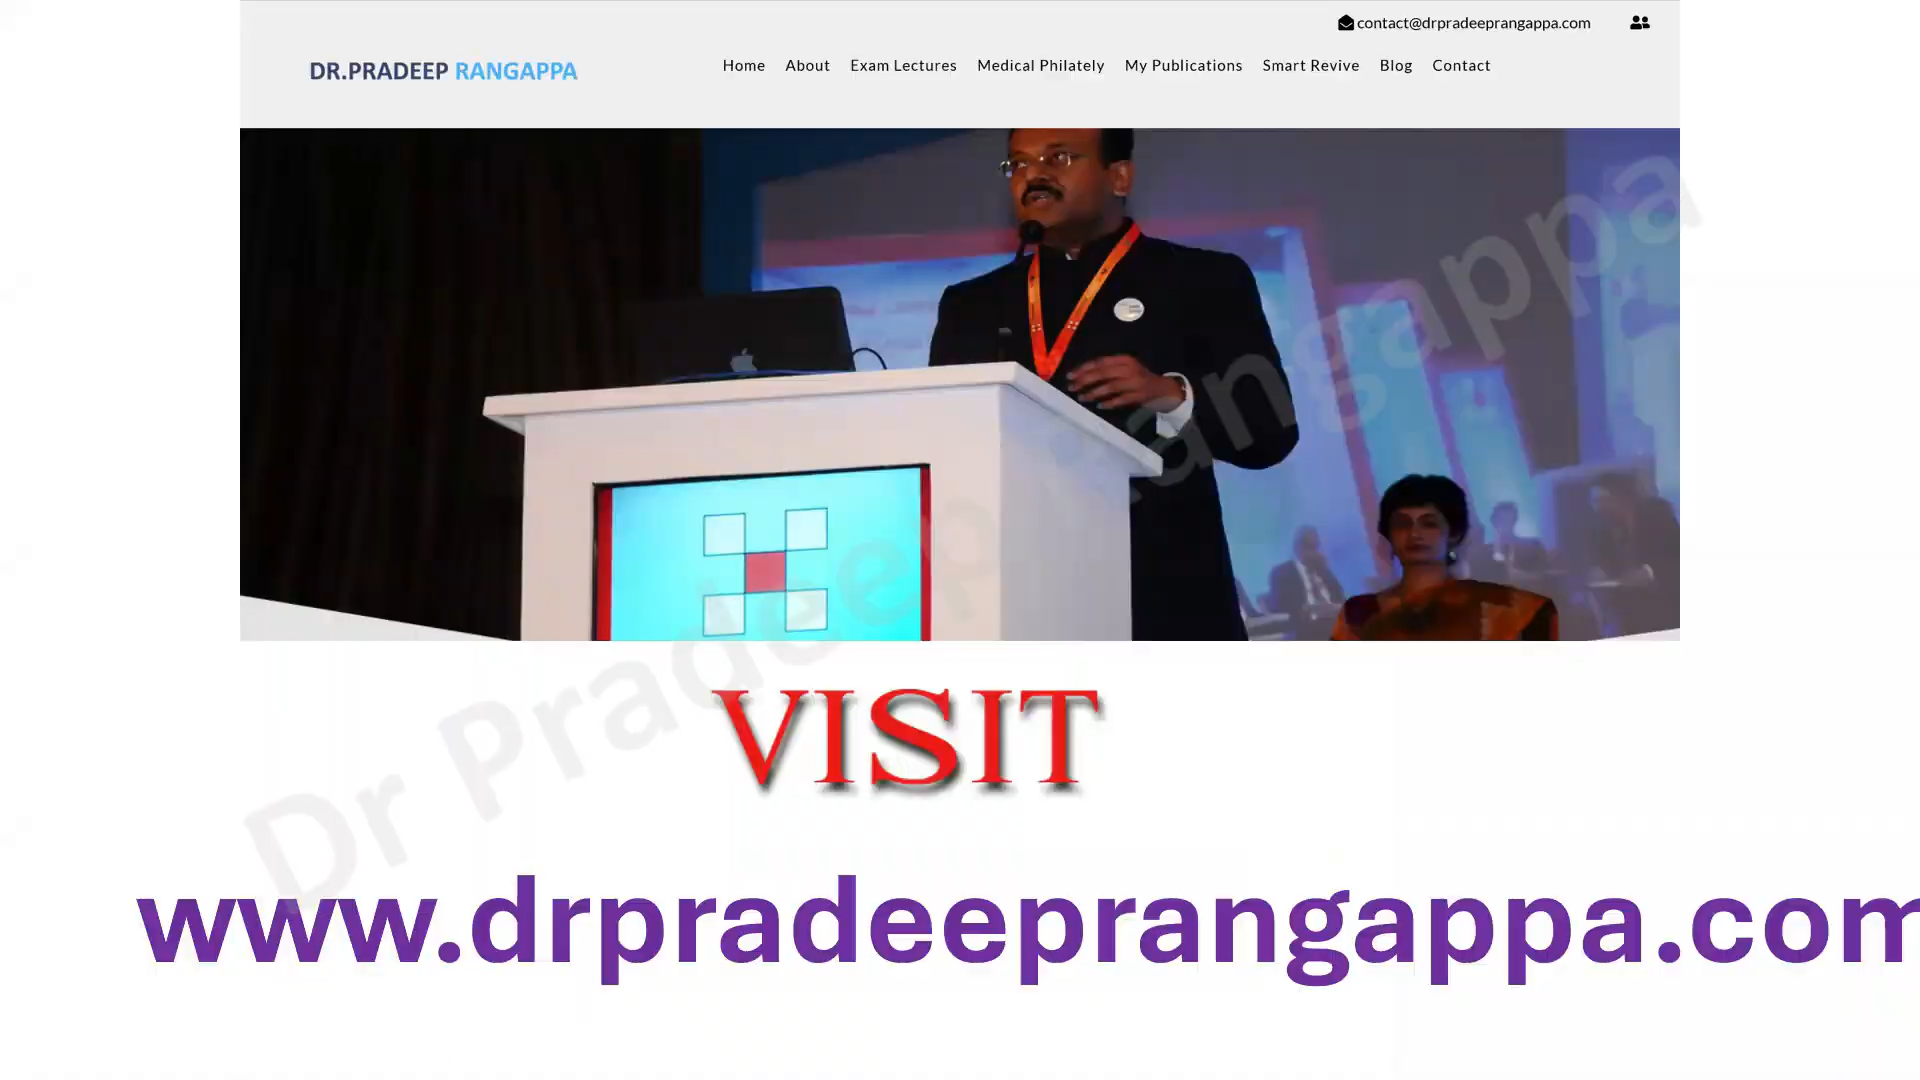 contact@drpradeeprangappa.com
DR.PRADEEP RANGAPPA
Home About Exam Lectures Medical Philately My Publications Smart Revive Blog Contact
Dr Pradeep Rangappa
VISIT
www.drpradeeprangappa.com